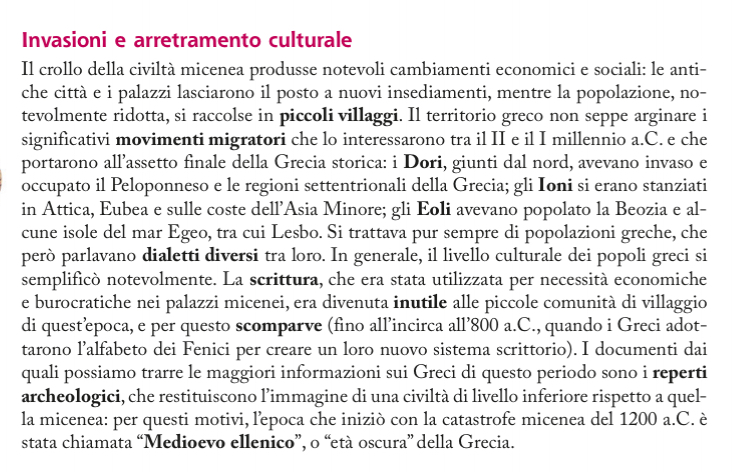 Invasioni e arretramento culturale
Il crollo della civiltà micenea produsse notevoli cambiamenti economici e sociali: le anti-
che città e i palazzi lasciarono il posto a nuovi insediamenti, mentre la popolazione, no-
tevolmente ridotta, si raccolse in piccoli villaggi. Il territorio greco non seppe arginare i
significativi movimenti migratori che lo interessarono tra il II e il I millennio a.C. e che
portarono all'assetto finale della Grecia storica: i Dori, giunti dal nord, avevano invaso e
occupato il Peloponneso e le regioni settentrionali della Grecia; gli Ioni si erano stanziati
in Attica, Eubea e sulle coste dell'Asia Minore; gli Eoli avevano popolato la Beozia e al-
cune isole del mar Egeo, tra cui Lesbo. Si trattava pur sempre di popolazioni greche, che
però parlavano dialetti diversi tra loro. In generale, il livello culturale dei popoli greci si
semplificò notevolmente. La scrittura, che era stata utilizzata per necessità economiche
e burocratiche nei palazzi micenei, era divenuta inutile alle piccole comunità di villaggio
di quest'epoca, e per questo scomparve (fino all'incirca all'800 a.C., quando i Greci adot-
tarono l'alfabeto dei Fenici per creare un loro nuovo sistema scrittorio). I documenti dai
quali possiamo trarre le maggiori informazioni sui Greci di questo periodo sono i reperti
archeologici, che restituiscono l'immagine di una civiltà di livello inferiore rispetto a quel-
la micenea: per questi motivi, l'epoca che iniziò con la catastrofe micenea del 1200 a.C. è
stata chiamata "Medioevo ellenico", o "età oscura" della Grecia.